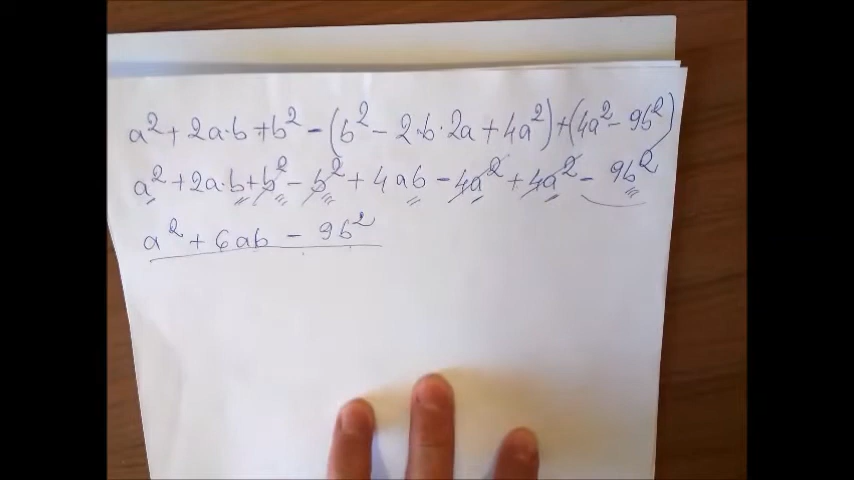 a² + 2a·b + b² - (b² - 2·b·2a + 4a²) + (4a² - 9b²)
a² + 2a·b + b² - b² + 4ab - 4a² + 4a² - 9b²
a² + 6ab - 9b²